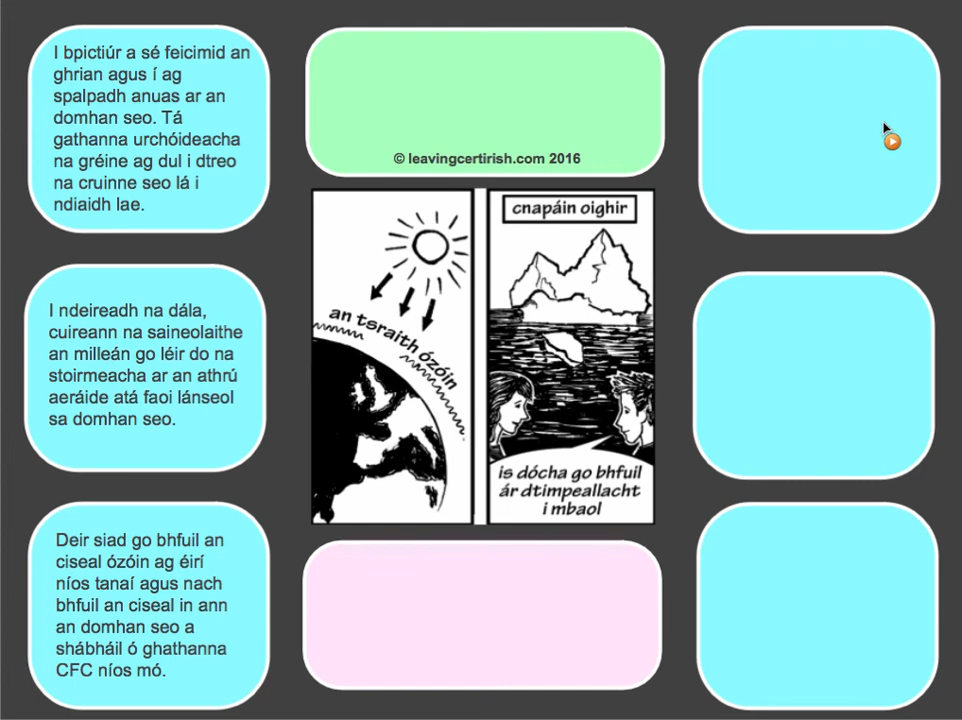 I bpictiúr a sé feicimid an
ghrian agus í ag
spalpadh anuas ar an
domhan seo. Tá
gathanna urchóideacha
na gréine ag dul i dtreo
na cruinne seo lá i
ndiaidh lae.
I ndeireadh na dála,
cuireann na saineolaithe
an milleán go léir do na
stoirmeacha ar an athrú
aeráide atá faoi lánseol
sa domhan seo.
Deir siad go bhfuil an
ciseal ózóin ag éirí
níos tanaí agus nach
bhfuil an ciseal in ann
an domhan seo a
shábháil ó ghathanna
CFC níos mó.
© leavingcertirish.com 2016
an tsraith ózóin
cnapáin oighir
is dócha go bhfuil
ár dtimpeallacht
i mbaol